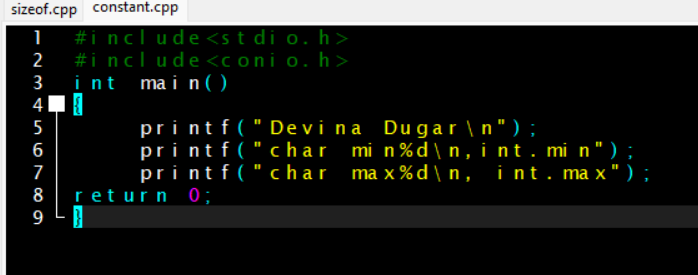 sizeof.cpp constant.cpp
1 #include<stdio.h>
2 #include<conio.h>
3 int main()
4 {
5 printf("Devina Dugar\n");
6 printf("char min%d\n,int.min");
7 printf("char max%d\n, int.max");
8 return 0;
9 }